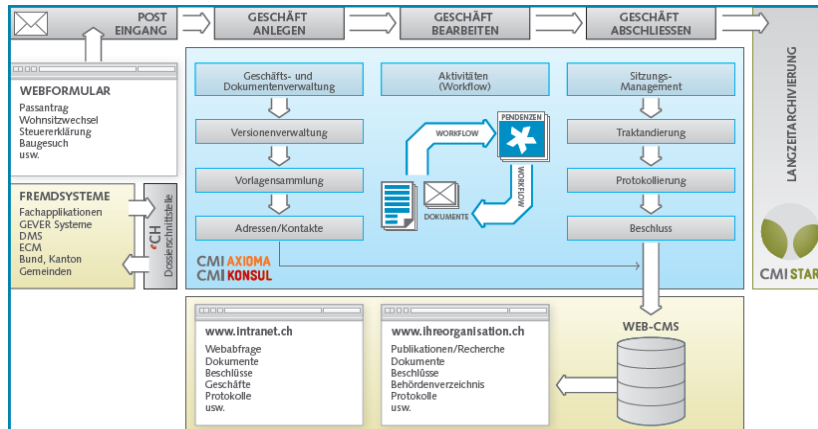 POST
EINGANG
GESCHÄFT
ANLEGEN
GESCHÄFT
BEARBEITEN
GESCHÄFT
ABSCHLIESSEN
LANGZEITARCHIVIERUNG
CMI STAR
WEBFORMULAR
Passantrag
Wohnsitzwechsel
Steuererklärung
Baugesuch
usw.
FREMDSYSTEME
Fachapplikationen
GEVER Systeme
DMS
ECM
Bund, Kanton
Gemeinden
eCH
Dossierschnittstelle
Geschäfts- und
Dokumentenverwaltung
Versionenverwaltung
Vorlagensammlung
Adressen/Kontakte
CMI AXIOMA
CMI KONSUL
Aktivitäten
(Workflow)
WORKFLOW
PENDENZEN
WORKFLOW
DOKUMENTE
Sitzungs-
Management
Traktandierung
Protokollierung
Beschluss
www.intranet.ch
Webabfrage
Dokumente
Beschlüsse
Geschäfte
Protokolle
usw.
www.ihreorganisation.ch
Publikationen/Recherche
Dokumente
Beschlüsse
Behördenverzeichnis
Protokolle
usw.
WEB-CMS